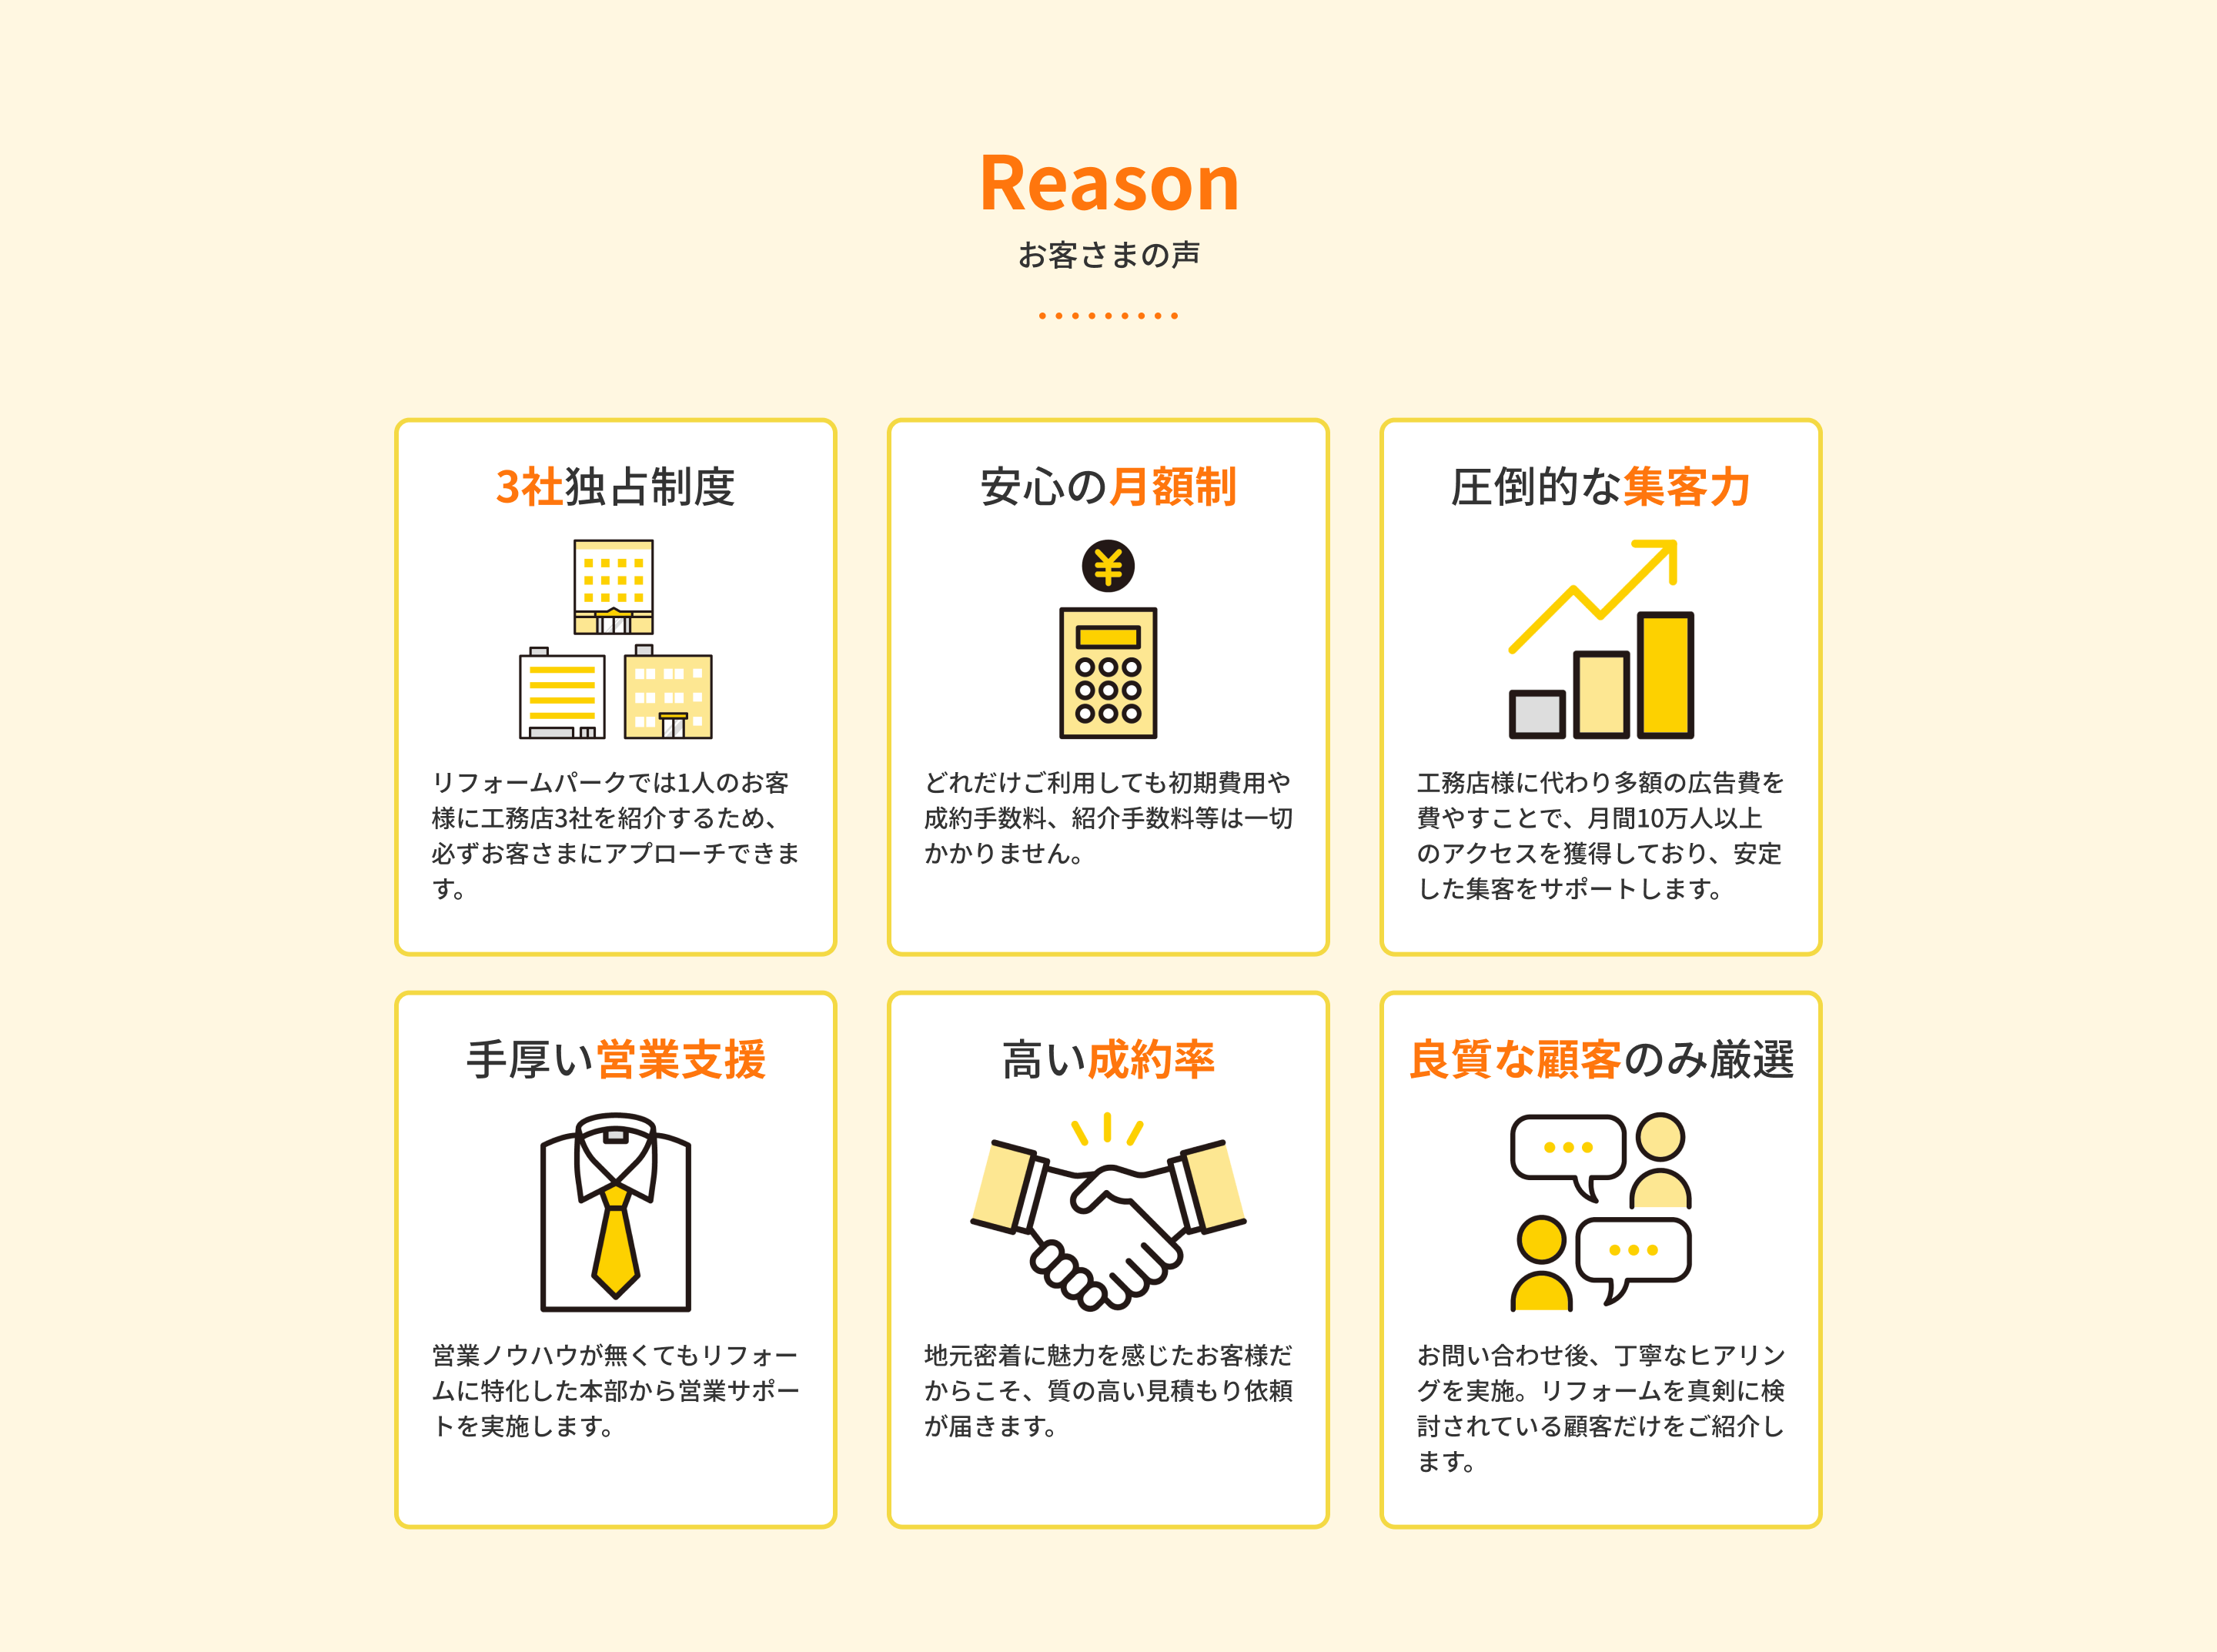 Reason
お客さまの声
3社独占制度
リフォームパークでは1人のお客
様に工務店3社を紹介するため、
必ずお客さまにアプローチできま
す。
安心の月額制
¥
どれだけご利用しても初期費用や
成約手数料、紹介手数料等は一切
かかりません。
圧倒的な集客力
工務店様に代わり多額の広告費を
費やすことで、月間10万人以上
のアクセスを獲得しており、安定
した集客をサポートします。
手厚い営業支援
営業ノウハウが無くてもリフォー
ムに特化した本部から営業サポー
トを実施します。
高い成約率
地元密着に魅力を感じたお客様だ
からこそ、質の高い見積もり依頼
が届きます。
良質な顧客のみ厳選
お問い合わせ後、丁寧なヒアリン
グを実施。リフォームを真剣に検
討されている顧客だけをご紹介し
ます。